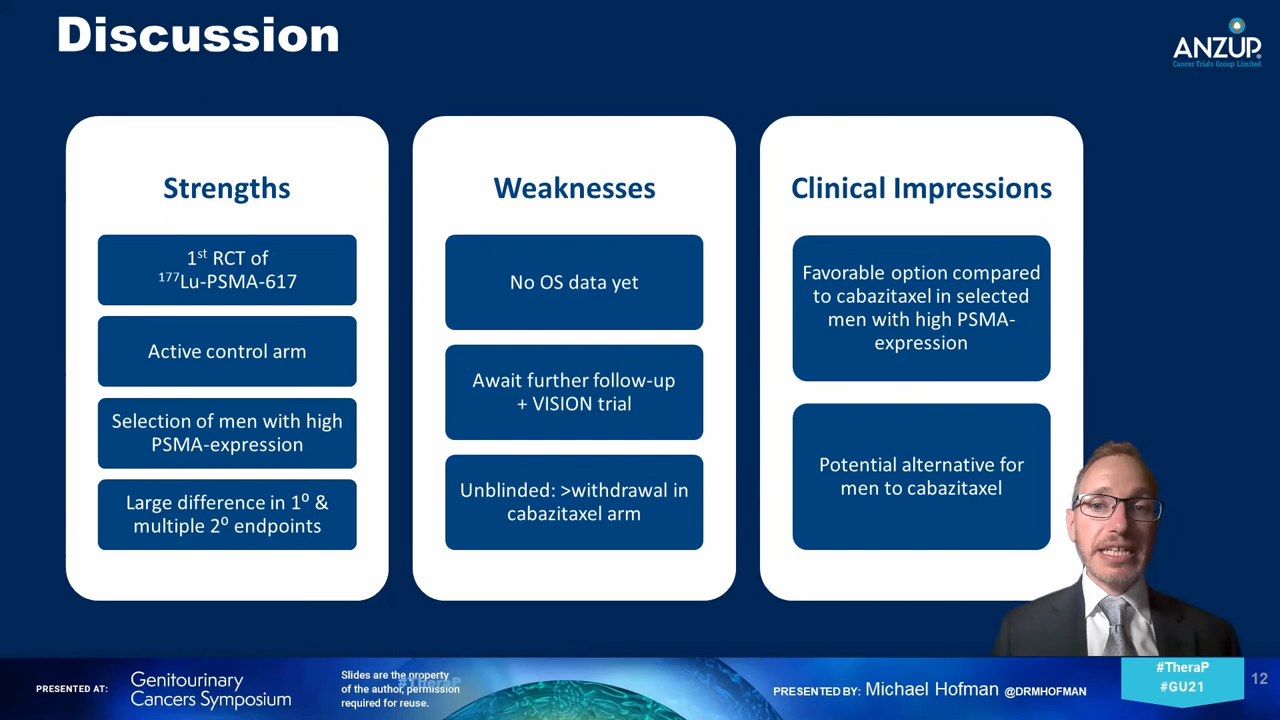 Discussion
ANZUP
Cancer Trials Group Limited
Strengths
1st RCT of
177Lu-PSMA-617
Active control arm
Selection of men with high
PSMA-expression
Large difference in 1⁰ &
multiple 2⁰ endpoints
Weaknesses
No OS data yet
Await further follow-up
+ VISION trial
Unblinded: >withdrawal in
cabazitaxel arm
Clinical Impressions
Favorable option compared
to cabazitaxel in selected
men with high PSMA-
expression
Potential alternative for
men to cabazitaxel
PRESENTED AT:
Genitourinary
Cancers Symposium
Slides are the property
of the author, permission
required for reuse.
#TheraP
PRESENTED BY: Michael Hofman @DRMHOFMAN
#TheraP
#GU21
12